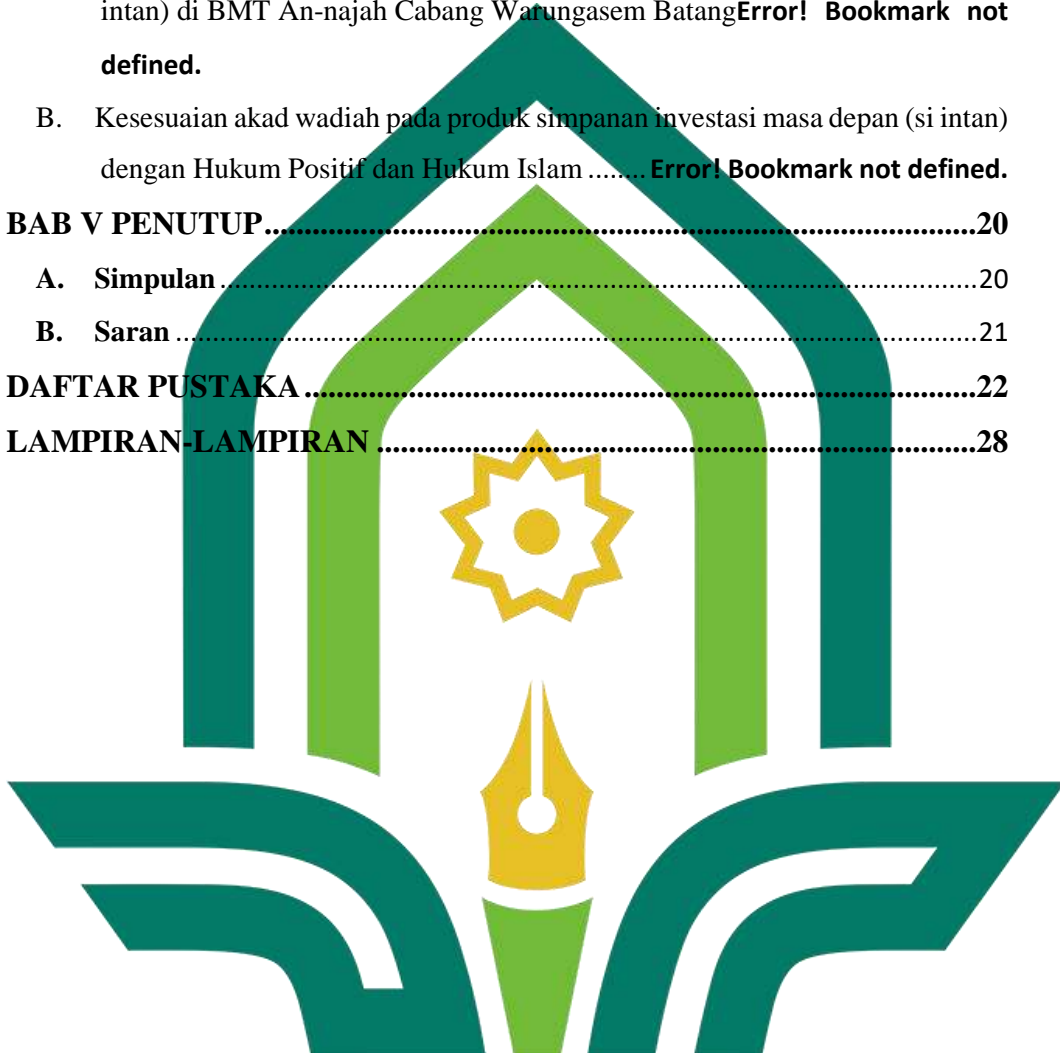 intan) di BMT An-najah Cabang Warungasem BatangError! Bookmark not
defined.
B. Kesesuaian akad wadiah pada produk simpanan investasi masa depan (si intan)
dengan Hukum Positif dan Hukum Islam ........ Error! Bookmark not defined.
BAB V PENUTUP.....................................................................................20
A. Simpulan ...........................................................................................20
B. Saran .................................................................................................21
DAFTAR PUSTAKA ................................................................................22
LAMPIRAN-LAMPIRAN ........................................................................28